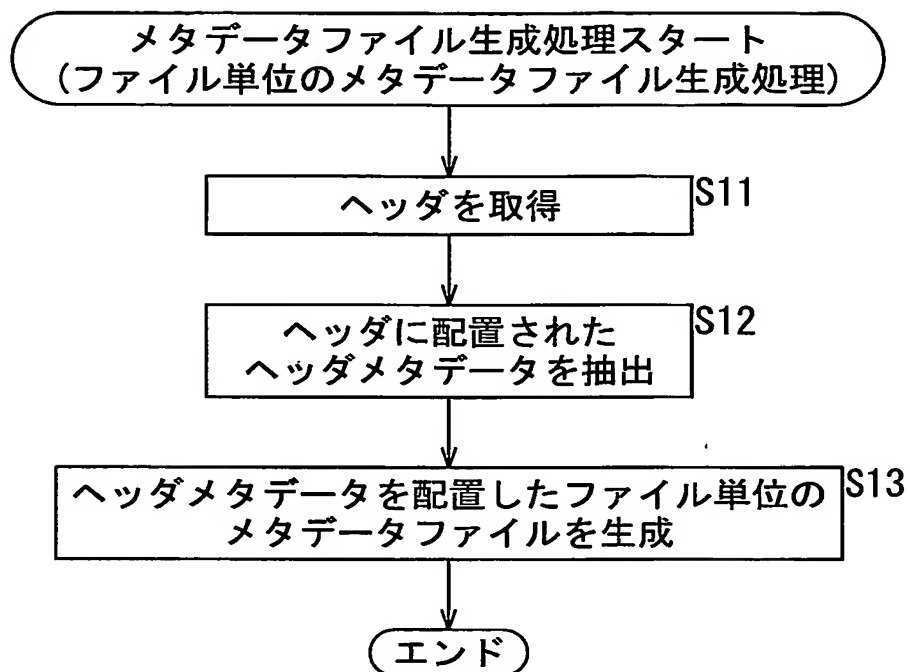 メタデータファイル生成処理スタート
(ファイル単位のメタデータファイル生成処理)
ヘッダを取得
S11
ヘッダに配置された
ヘッダメタデータを抽出
S12
ヘッダメタデータを配置したファイル単位の
メタデータファイルを生成
S13
エンド